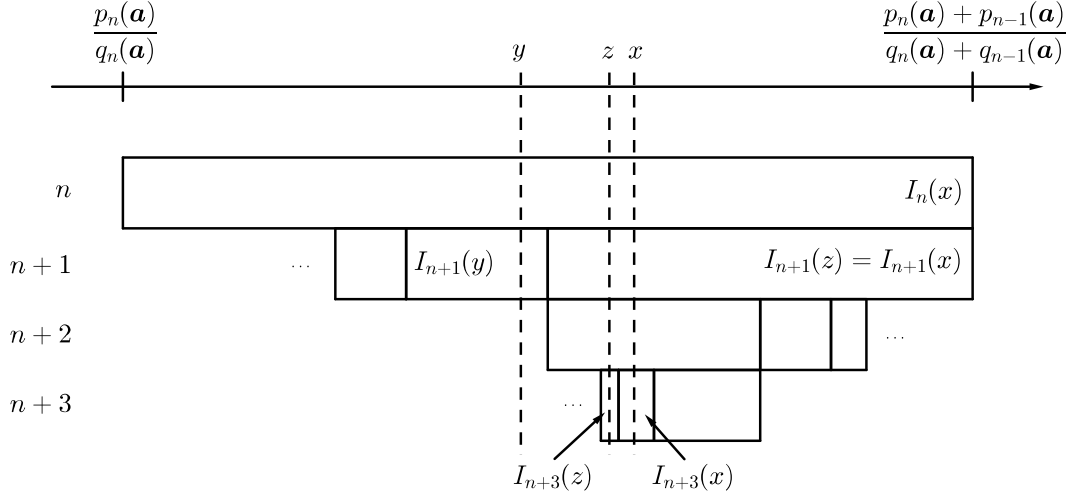 pₙ(𝒂)/qₙ(𝒂) y z x (pₙ(𝒂) + pₙ₋₁(𝒂))/(qₙ(𝒂) + qₙ₋₁(𝒂))
n Iₙ(x)
n + 1 ... Iₙ₊₁(y) Iₙ₊₁(z) = Iₙ₊₁(x)
n + 2 ...
n + 3 ...
Iₙ₊₃(z) Iₙ₊₃(x)